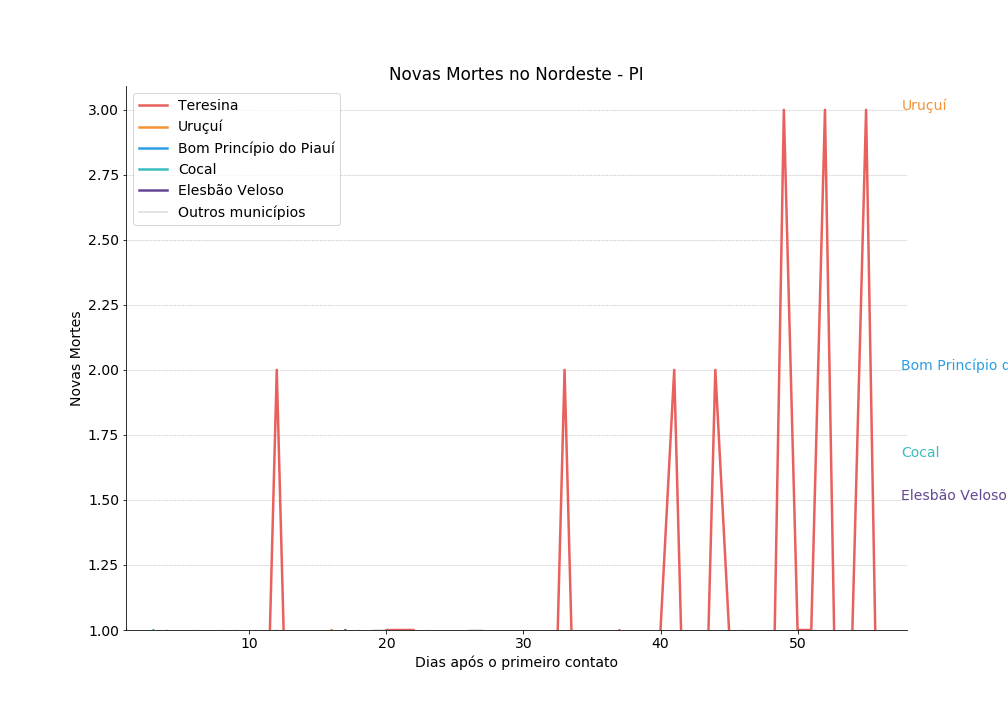 Novas Mortes no Nordeste - PI
Teresina
Uruçuí
Bom Princípio do Piauí
Cocal
Elesbão Veloso
Outros municípios
3.00
2.75
2.50
2.25
2.00
1.75
1.50
1.25
1.00
Novas Mortes
Uruçuí
Bom Princípio d
Cocal
Elesbão Veloso
10 20 30 40 50
Dias após o primeiro contato